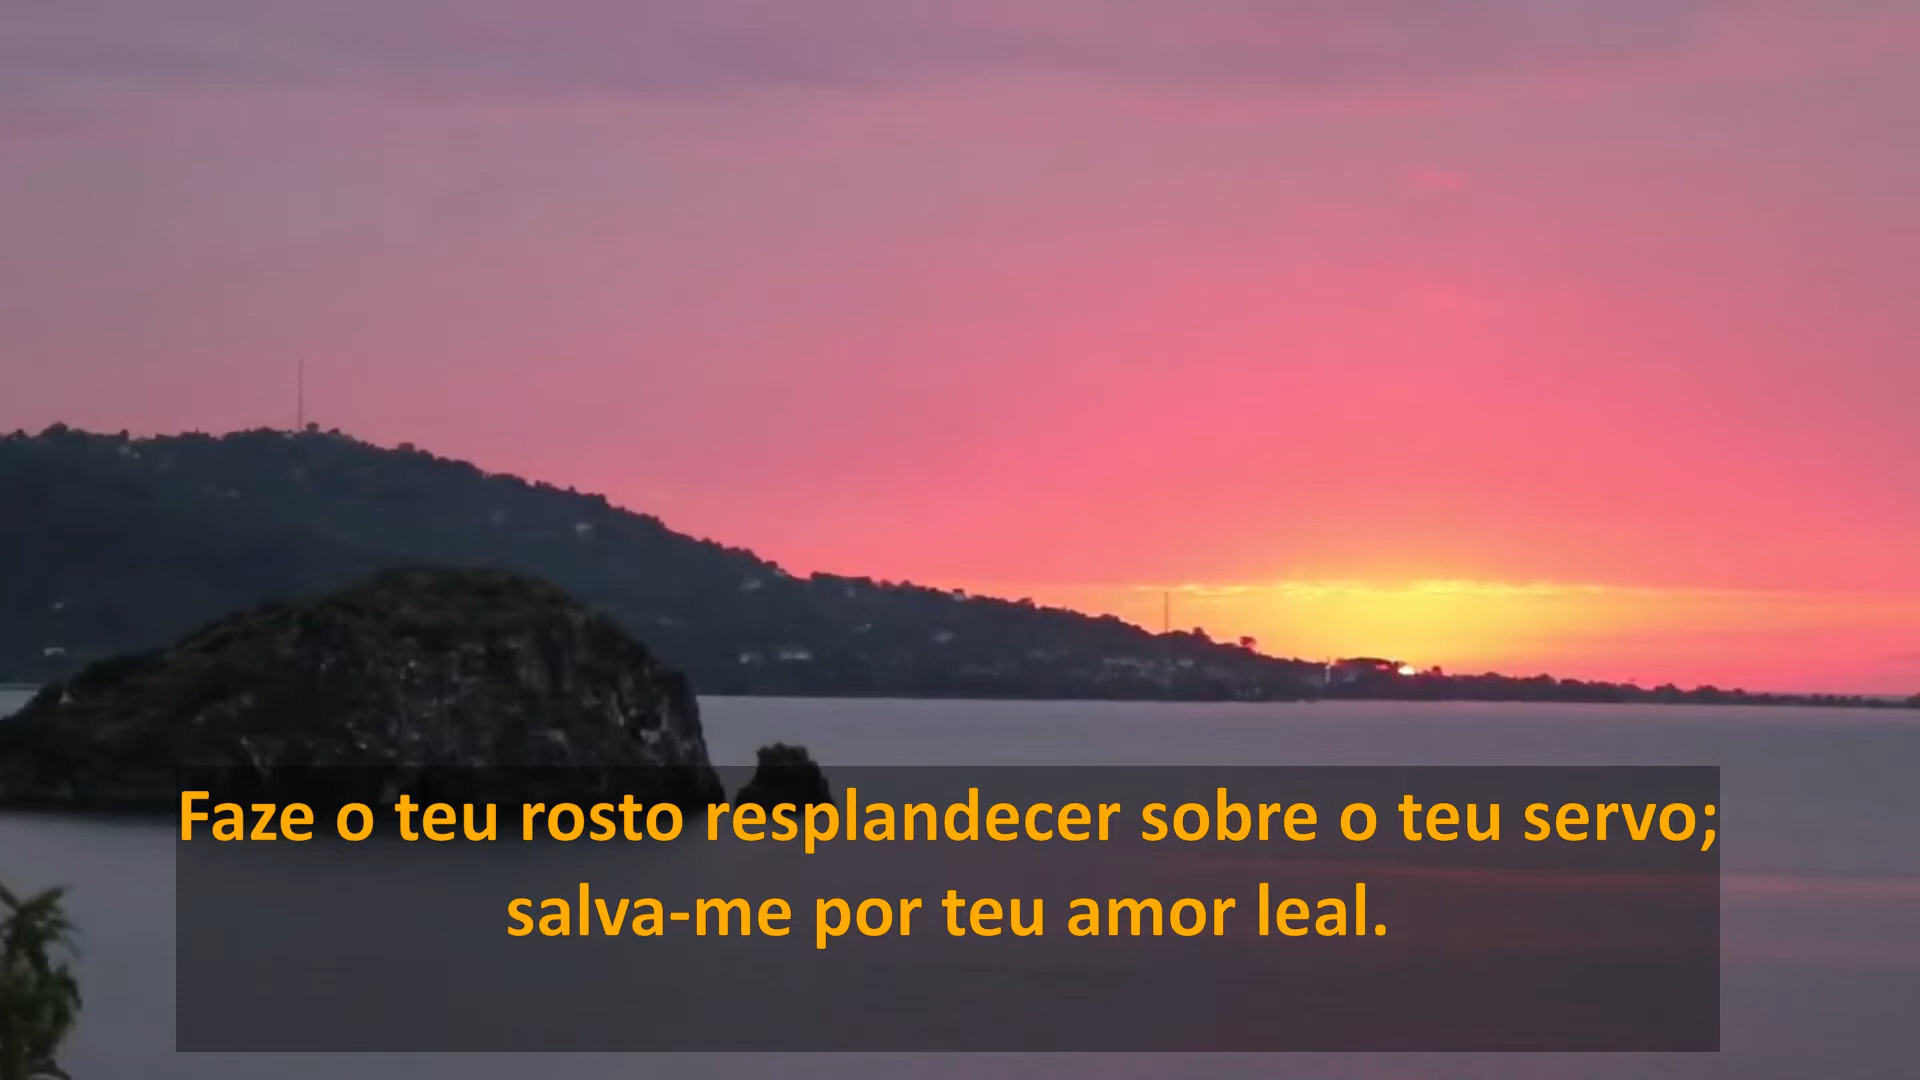 Faze o teu rosto resplandecer sobre o teu servo;
salva-me por teu amor leal.